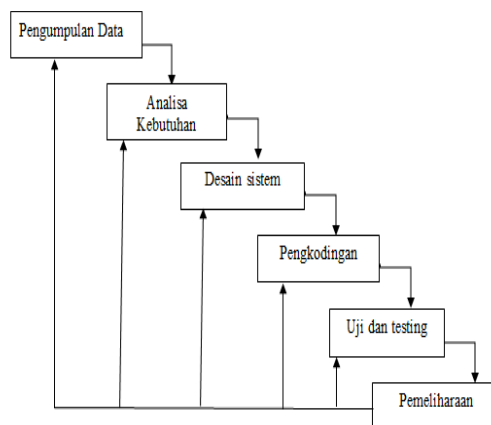 Pengumpulan Data
Analisa
Kebutuhan
Desain sistem
Pengkodingan
Uji dan testing
Pemeliharaan